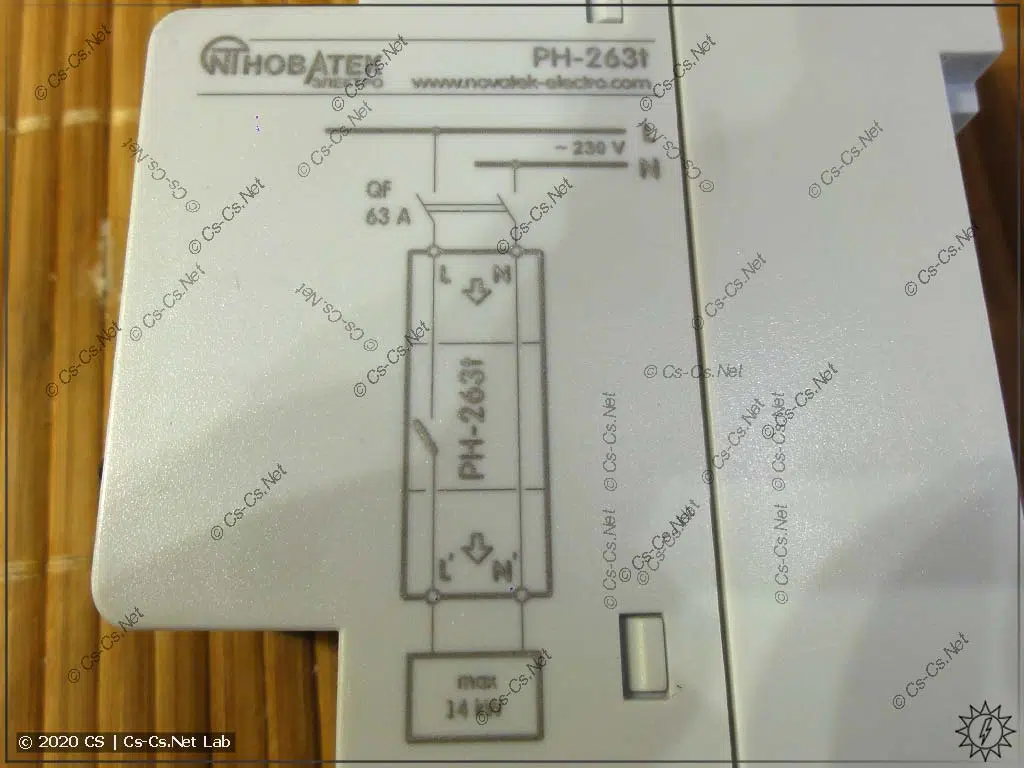 НОВАТЕК
ЭЛЕКТРО
PH-263t
www.novatek-electro.com
L
~ 230 V
N
QF
63 A
L N
PH-263t
L' N'
max
14 kW
© Cs-Cs.Net
© 2020 CS | Cs-Cs.Net Lab